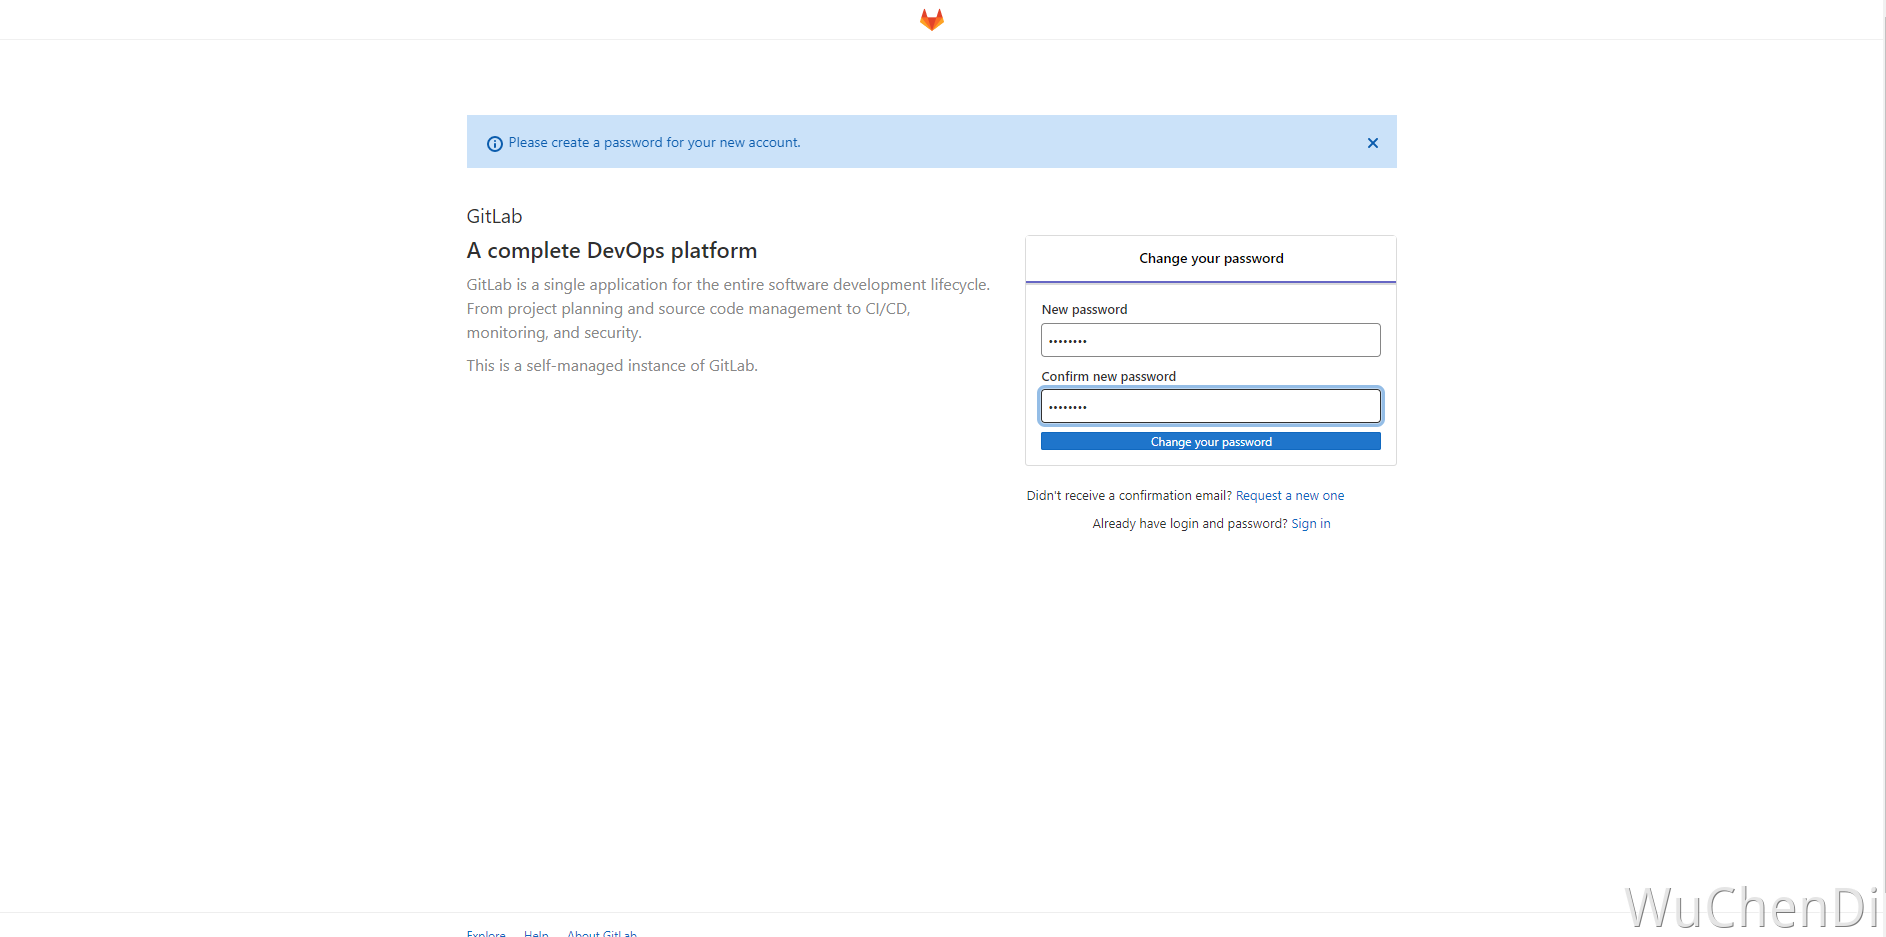 Please create a password for your new account.
GitLab
A complete DevOps platform
GitLab is a single application for the entire software development lifecycle.
From project planning and source code management to CI/CD,
monitoring, and security.
This is a self-managed instance of GitLab.
Change your password
New password
••••••••
Confirm new password
••••••••
Change your password
Didn't receive a confirmation email? Request a new one
Already have login and password? Sign in
Explore Help About GitLab
WuChenDi